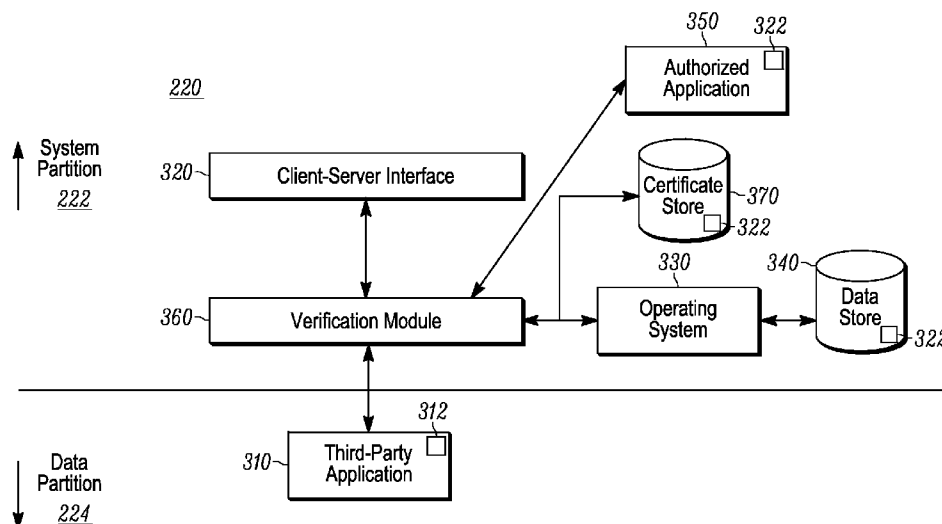 350
322
Authorized
Application
220
System
Partition
222
320
Client-Server Interface
Certificate
Store
370
322
330
340
360
Verification Module
Operating
System
Data
Store
322
312
310
Third-Party
Application
Data
Partition
224